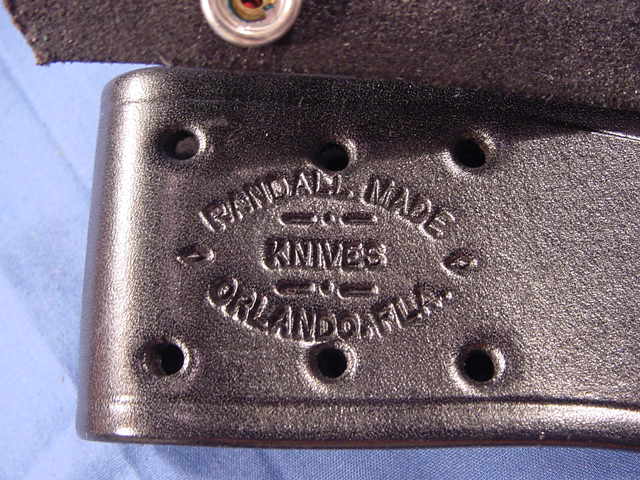 RANDALL MADE
KNIVES
ORLANDO, FLA.